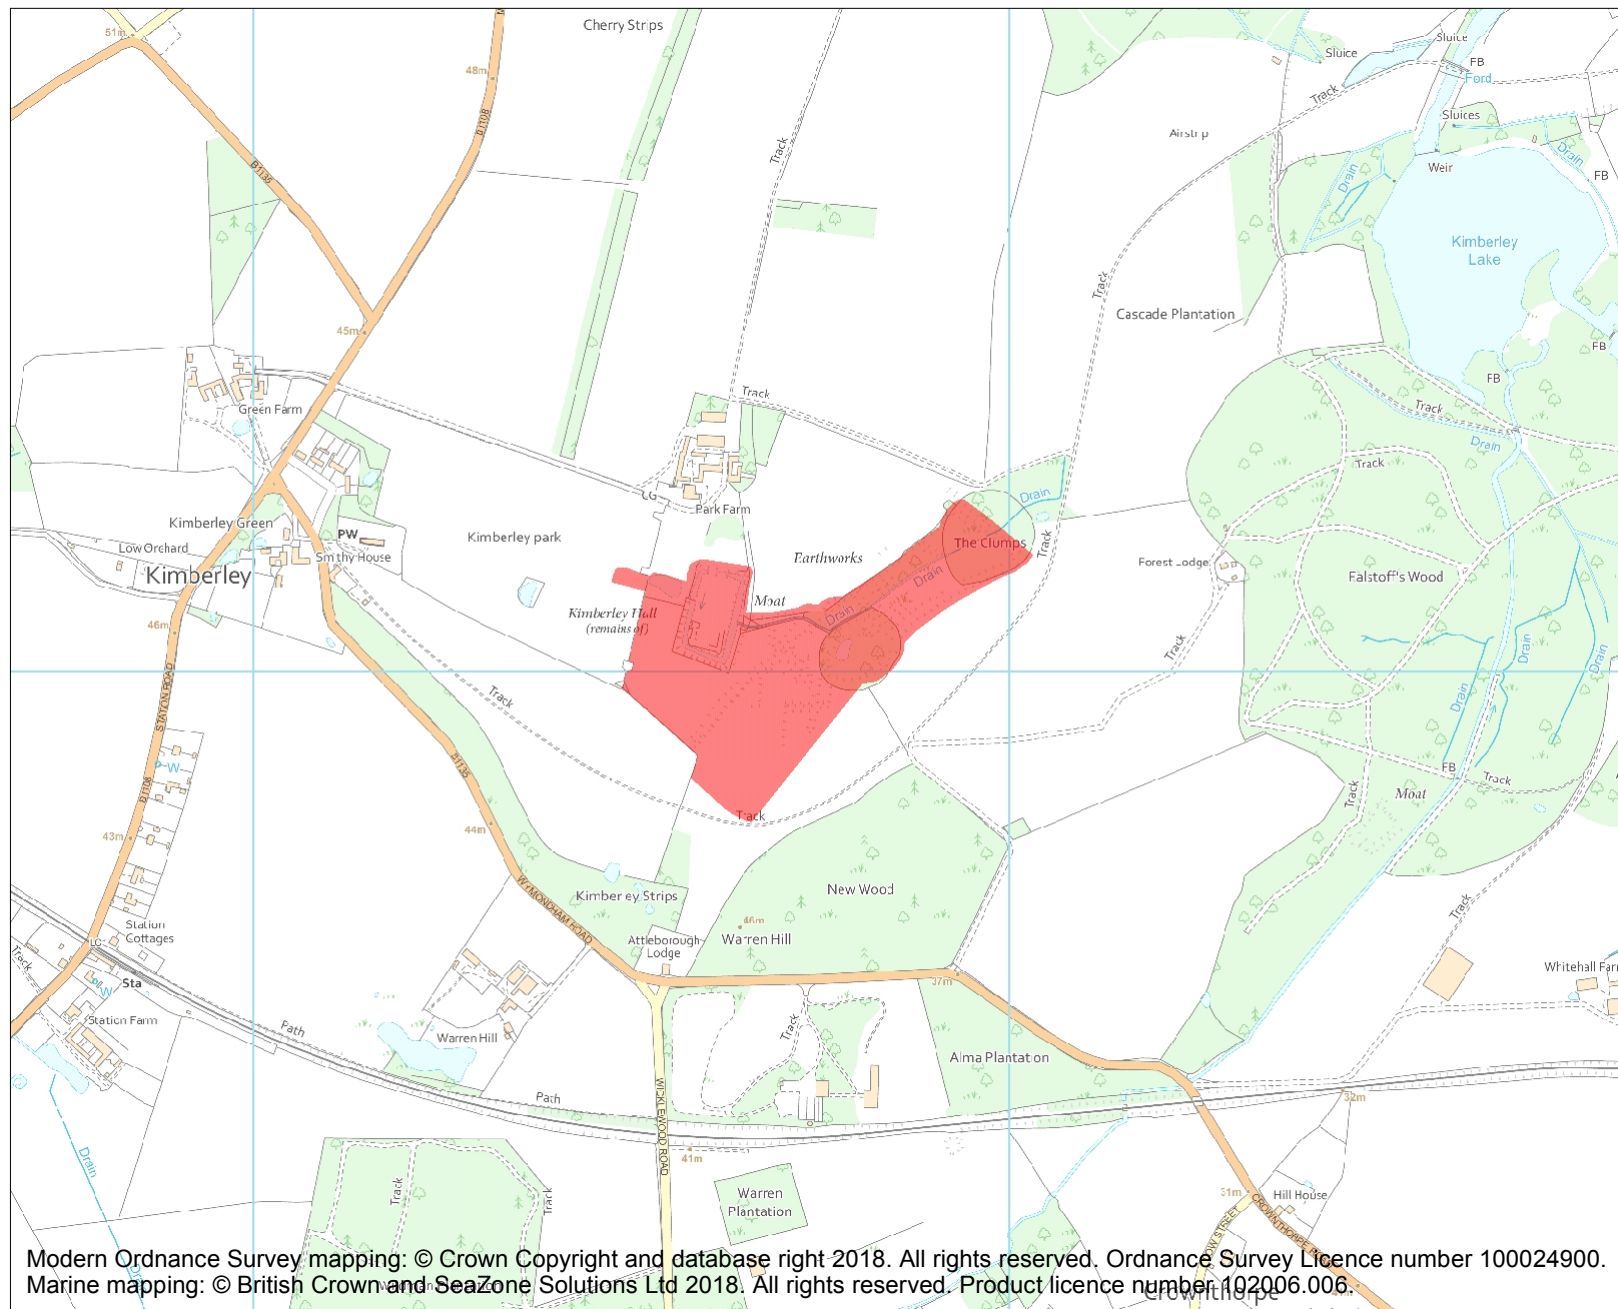 Cherry Strips
Sluice
Sluice
51m
FB
48m
Ford
Track
Track
B1108
Sluices
Airstrip
Drain
Weir
B1135
Drain
FB
Kimberley
Lake
Track
Cascade Plantation
45m
FB
FB
Track
Green Farm
Track
Drain
Track
CG
Drain
Park Farm
Kimberley Green
PW
Kimberley park
The Clumps
Track
Low Orchard
Smithy House
Earthworks
Forest Lodge
Kimberley
Drain
Falstoff's Wood
Moat
Kimberley Hall
(remains of)
Drain
46m
Track
Drain
Drain
STATION ROAD
Track
Drain
W
B1135
FB
Track
B1108
Track
Moat
Track
43m
44m
New Wood
Kimberley Strips
WYMONDHAM ROAD
46m
Track
Station
Cottages
Attleborough
Lodge
Warren Hill
LC
Track
Sta
W
37m
Whitehall Farm
Station Farm
Path
Track
Warren Hill
Alma Plantation
Path
WICKLEWOOD ROAD
32m
41m
Drain
Track
Track
Warren
Plantation
31m
Hill House
Modern Ordnance Survey mapping: © Crown Copyright and database right 2018. All rights reserved. Ordnance Survey Licence number 100024900.
Marine mapping: © British Crown and SeaZone Solutions Ltd 2018. All rights reserved. Product licence number 102006.006.
Crownthorpe